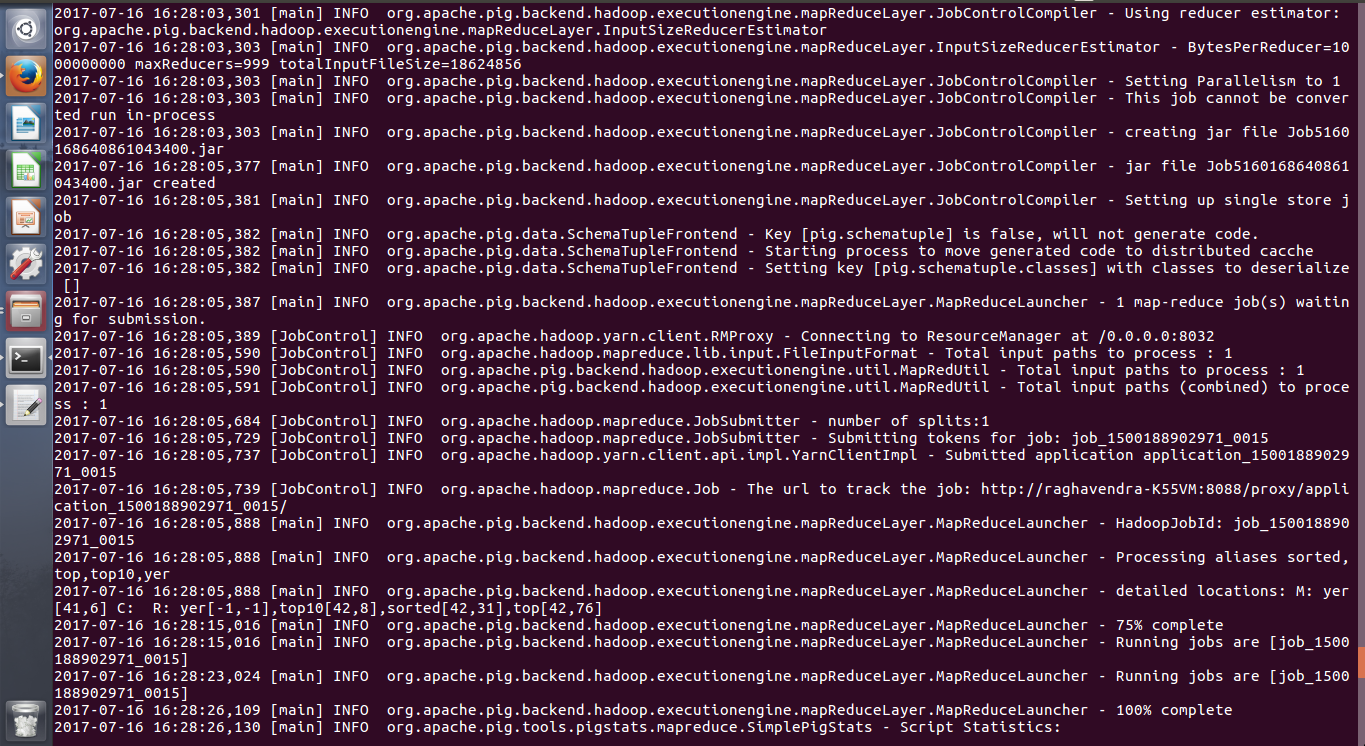 2017-07-16 16:28:03,301 [main] INFO  org.apache.pig.backend.hadoop.executionengine.mapReduceLayer.JobControlCompiler - Using reducer estimator:
org.apache.pig.backend.hadoop.executionengine.mapReduceLayer.InputSizeReducerEstimator
2017-07-16 16:28:03,303 [main] INFO  org.apache.pig.backend.hadoop.executionengine.mapReduceLayer.InputSizeReducerEstimator - BytesPerReducer=10
00000000 maxReducers=999 totalInputFileSize=18624856
2017-07-16 16:28:03,303 [main] INFO  org.apache.pig.backend.hadoop.executionengine.mapReduceLayer.JobControlCompiler - Setting Parallelism to 1
2017-07-16 16:28:03,303 [main] INFO  org.apache.pig.backend.hadoop.executionengine.mapReduceLayer.JobControlCompiler - This job cannot be conver
ted run in-process
2017-07-16 16:28:03,303 [main] INFO  org.apache.pig.backend.hadoop.executionengine.mapReduceLayer.JobControlCompiler - creating jar file Job5160
168640861043400.jar
2017-07-16 16:28:05,377 [main] INFO  org.apache.pig.backend.hadoop.executionengine.mapReduceLayer.JobControlCompiler - jar file Job5160168640861
043400.jar created
2017-07-16 16:28:05,381 [main] INFO  org.apache.pig.backend.hadoop.executionengine.mapReduceLayer.JobControlCompiler - Setting up single store j
ob
2017-07-16 16:28:05,382 [main] INFO  org.apache.pig.data.SchemaTupleFrontend - Key [pig.schematuple] is false, will not generate code.
2017-07-16 16:28:05,382 [main] INFO  org.apache.pig.data.SchemaTupleFrontend - Starting process to move generated code to distributed cacche
2017-07-16 16:28:05,382 [main] INFO  org.apache.pig.data.SchemaTupleFrontend - Setting key [pig.schematuple.classes] with classes to deserialize
 []
2017-07-16 16:28:05,387 [main] INFO  org.apache.pig.backend.hadoop.executionengine.mapReduceLayer.MapReduceLauncher - 1 map-reduce job(s) waitin
g for submission.
2017-07-16 16:28:05,389 [JobControl] INFO  org.apache.hadoop.yarn.client.RMProxy - Connecting to ResourceManager at /0.0.0.0:8032
2017-07-16 16:28:05,590 [JobControl] INFO  org.apache.hadoop.mapreduce.lib.input.FileInputFormat - Total input paths to process : 1
2017-07-16 16:28:05,590 [JobControl] INFO  org.apache.pig.backend.hadoop.executionengine.util.MapRedUtil - Total input paths to process : 1
2017-07-16 16:28:05,591 [JobControl] INFO  org.apache.pig.backend.hadoop.executionengine.util.MapRedUtil - Total input paths (combined) to proce
ss : 1
2017-07-16 16:28:05,684 [JobControl] INFO  org.apache.hadoop.mapreduce.JobSubmitter - number of splits:1
2017-07-16 16:28:05,729 [JobControl] INFO  org.apache.hadoop.mapreduce.JobSubmitter - Submitting tokens for job: job_1500188902971_0015
2017-07-16 16:28:05,737 [JobControl] INFO  org.apache.hadoop.yarn.client.api.impl.YarnClientImpl - Submitted application application_15001889029
71_0015
2017-07-16 16:28:05,739 [JobControl] INFO  org.apache.hadoop.mapreduce.Job - The url to track the job: http://raghavendra-K55VM:8088/proxy/appli
cation_1500188902971_0015/
2017-07-16 16:28:05,888 [main] INFO  org.apache.pig.backend.hadoop.executionengine.mapReduceLayer.MapReduceLauncher - HadoopJobId: job_150018890
2971_0015
2017-07-16 16:28:05,888 [main] INFO  org.apache.pig.backend.hadoop.executionengine.mapReduceLayer.MapReduceLauncher - Processing aliases sorted,
top,top10,yer
2017-07-16 16:28:05,888 [main] INFO  org.apache.pig.backend.hadoop.executionengine.mapReduceLayer.MapReduceLauncher - detailed locations: M: yer
[41,6] C:  R: yer[-1,-1],top10[42,8],sorted[42,31],top[42,76]
2017-07-16 16:28:15,016 [main] INFO  org.apache.pig.backend.hadoop.executionengine.mapReduceLayer.MapReduceLauncher - 75% complete
2017-07-16 16:28:15,016 [main] INFO  org.apache.pig.backend.hadoop.executionengine.mapReduceLayer.MapReduceLauncher - Running jobs are [job_1500
188902971_0015]
2017-07-16 16:28:23,024 [main] INFO  org.apache.pig.backend.hadoop.executionengine.mapReduceLayer.MapReduceLauncher - Running jobs are [job_1500
188902971_0015]
2017-07-16 16:28:26,109 [main] INFO  org.apache.pig.backend.hadoop.executionengine.mapReduceLayer.MapReduceLauncher - 100% complete
2017-07-16 16:28:26,130 [main] INFO  org.apache.pig.tools.pigstats.mapreduce.SimplePigStats - Script Statistics: